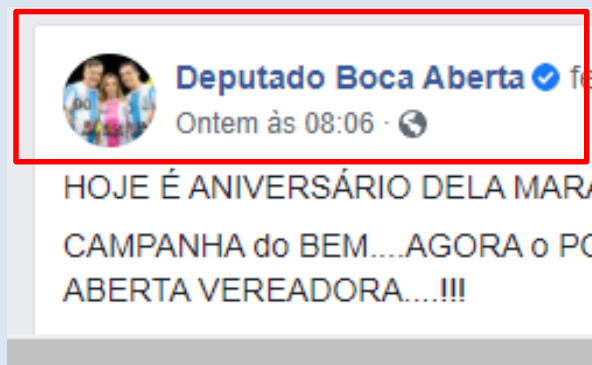 Deputado Boca Aberta
Ontem às 08:06 ·
HOJE É ANIVERSÁRIO DELA
CAMPANHA do BEM....AGORA o
ABERTA VEREADORA....!!!